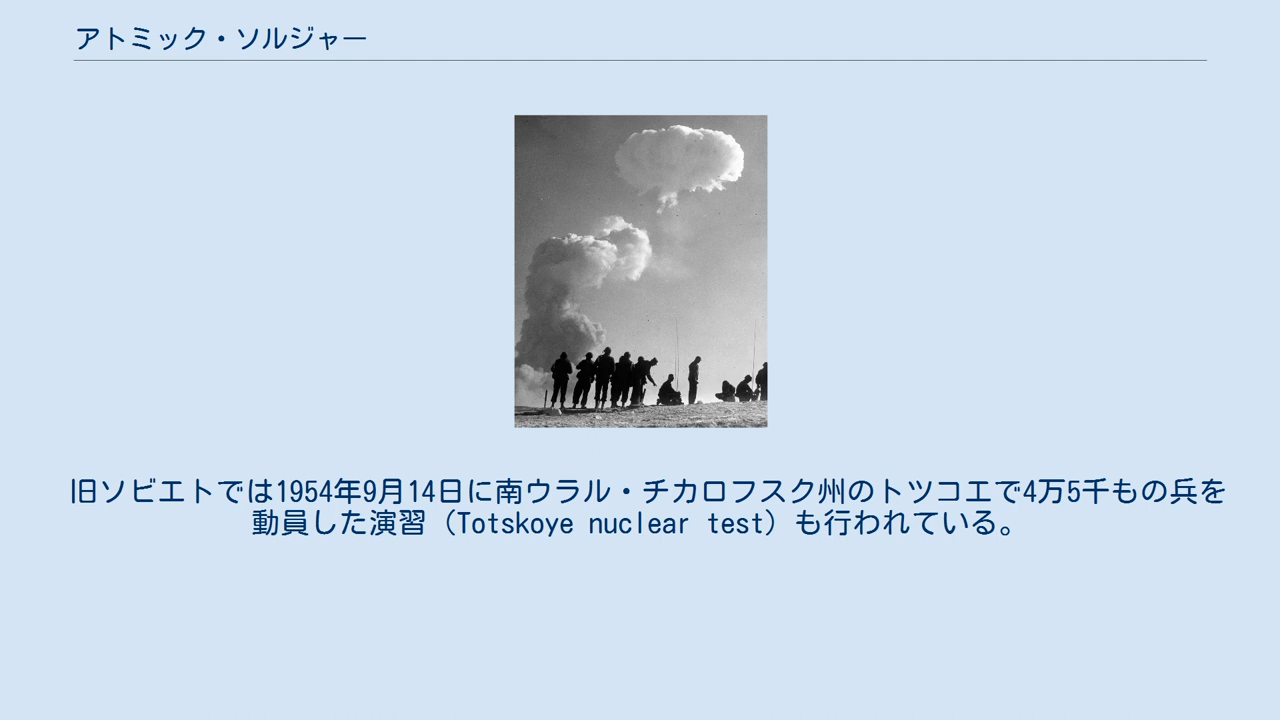 アトミック・ソルジャー
旧ソビエトでは1954年9月14日に南ウラル・チカロフスク州のトツコエで4万5千もの兵を
動員した演習（Totskoye nuclear test）も行われている。